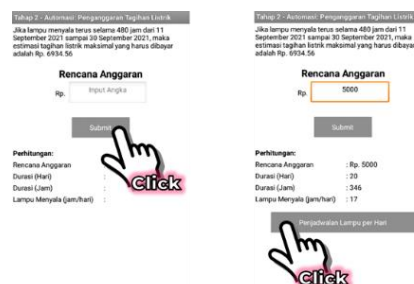 Tahap 2 - Automasi: Penganggaran Tagihan Listrik
Jika lampu menyala terus selama 480 jam dari 11
September 2021 sampai 30 September 2021, maka
estimasi tagihan listrik maksimal yang harus dibayar
adalah Rp. 6934.56
Rencana Anggaran
Rp. Input Angka
Submit
Perhitungan:
Rencana Anggaran :
Durasi (Hari) :
Durasi (Jam) :
Lampu Menyala (jam/hari) :
Click
Tahap 2 - Automasi: Penganggaran Tagihan Listrik
Jika lampu menyala terus selama 480 jam dari 11
September 2021 sampai 30 September 2021, maka
estimasi tagihan listrik maksimal yang harus dibayar
adalah Rp. 6934.56
Rencana Anggaran
Rp. 5000
Submit
Perhitungan:
Rencana Anggaran : Rp. 5000
Durasi (Hari) : 20
Durasi (Jam) : 346
Lampu Menyala (jam/hari) : 17
Penjadwalan Lampu per Hari
Click